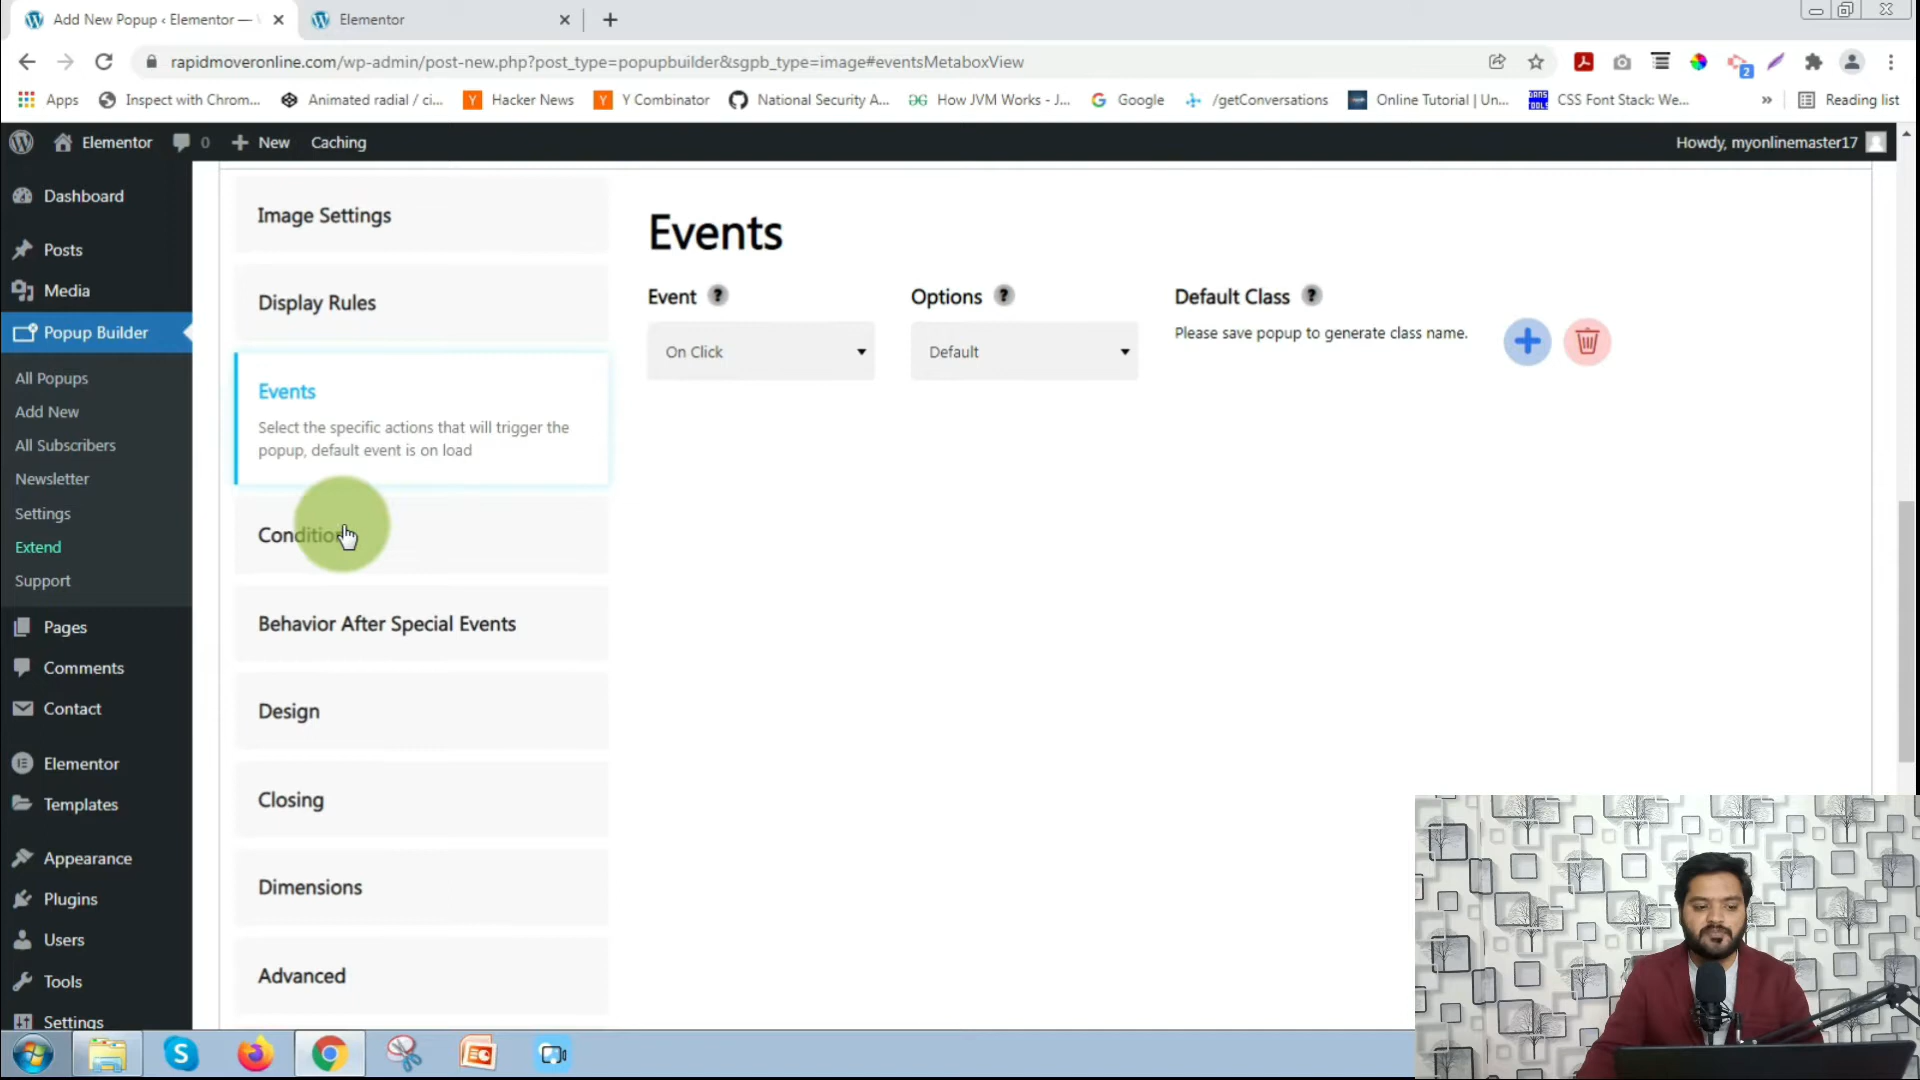 Add New Popup ‹ Elementor —
Elementor
rapidmoveronline.com/wp-admin/post-new.php?post_type=popupbuilder&sgpb_type=image#eventsMetaboxView
2
Apps
Inspect with Chrom...
Animated radial / ci...
Hacker News
Y Combinator
National Security A...
How JVM Works - J...
Google
/getConversations
Online Tutorial | Un...
CSS Font Stack: We...
»
Reading list
Elementor
0
New
Caching
Howdy, myonlinemaster17
Dashboard
Posts
Media
Popup Builder
All Popups
Add New
All Subscribers
Newsletter
Settings
Extend
Support
Pages
Comments
Contact
Elementor
Templates
Appearance
Plugins
Users
Tools
Settings
Image Settings
Display Rules
Events
Select the specific actions that will trigger the
popup, default event is on load
Behavior After Special Events
Design
Closing
Dimensions
Advanced
Events
Event ?
Options ?
Default Class ?
On Click
Default
Please save popup to generate class name.